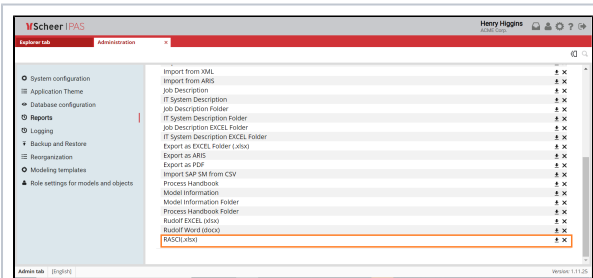 Scheer PAS
Henry Higgins
ACME Corp.
Explorer tab
Administration
System configuration
Application Theme
Database configuration
Reports
Logging
Backup and Restore
Reorganization
Modeling templates
Role settings for models and objects
Import from XML
Import from ARIS
Job Description
IT System Description
Job Description Folder
IT System Description Folder
Job Description EXCEL Folder
IT System Description EXCEL Folder
Export as EXCEL Folder (.xlsx)
Export as ARIS
Export as PDF
Import SAP SM from CSV
Process Handbook
Model Information
Model Information Folder
Process Handbook Folder
Rudolf EXCEL (xlsx)
Rudolf Word (docx)
RASCI(.xlsx)
Admin tab [English]
Version: 1.11.25